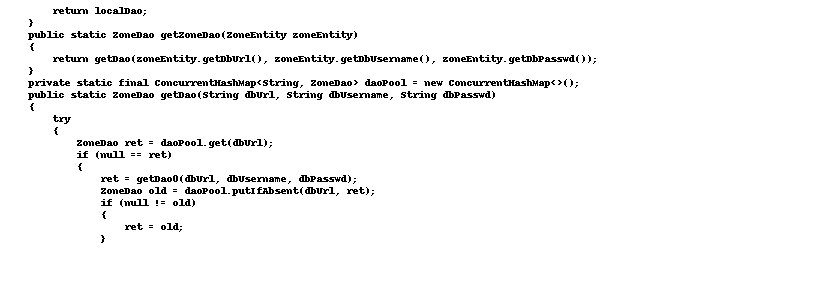 return localDao;
}
public static ZoneDao getZoneDao(ZoneEntity zoneEntity)
{
return getDao(zoneEntity.getDbUrl(), zoneEntity.getDbUsername(), zoneEntity.getDbPasswd());
}
private static final ConcurrentHashMap<String, ZoneDao> daoPool = new ConcurrentHashMap<>();
public static ZoneDao getDao(String dbUrl, String dbUsername, String dbPasswd)
{
try
{
ZoneDao ret = daoPool.get(dbUrl);
if (null == ret)
{
ret = getDao0(dbUrl, dbUsername, dbPasswd);
ZoneDao old = daoPool.putIfAbsent(dbUrl, ret);
if (null != old)
{
ret = old;
}